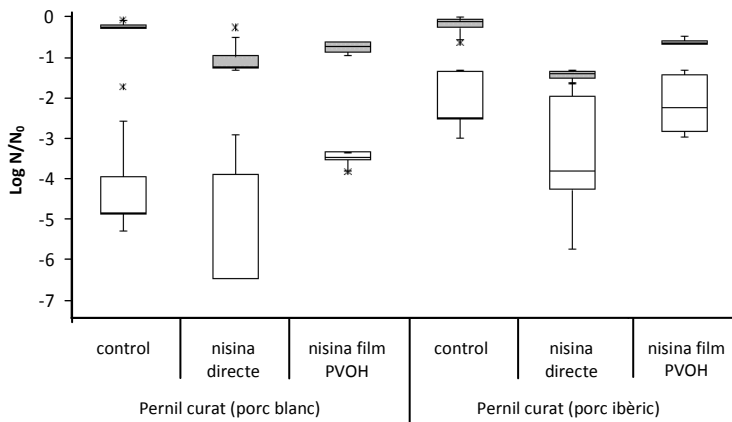 0
-1
-2
-3
-4
-5
-6
-7
Log N/N₀
control
nisina directe
nisina film PVOH
control
nisina directe
nisina film PVOH
Pernil curat (porc blanc)
Pernil curat (porc ibèric)